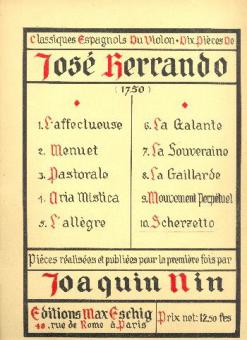 Classiques Espagnols Du Violon • Dix Pièces De
José Herrando
(1750)
1. L'affectueuse
2. Menuet
3. Pastorale
4. Aria Mistica
5. L'allègre
6. La Galante
7. La Souveraine
8. La Gaillarde
9. Mouvement Perpétuel
10. Scherzetto
Pièces réalisées et publiées pour la première fois par
Joaquin Nin
Editions Max Eschig
48, rue de Rome à Paris
Prix net: 12.50 frs